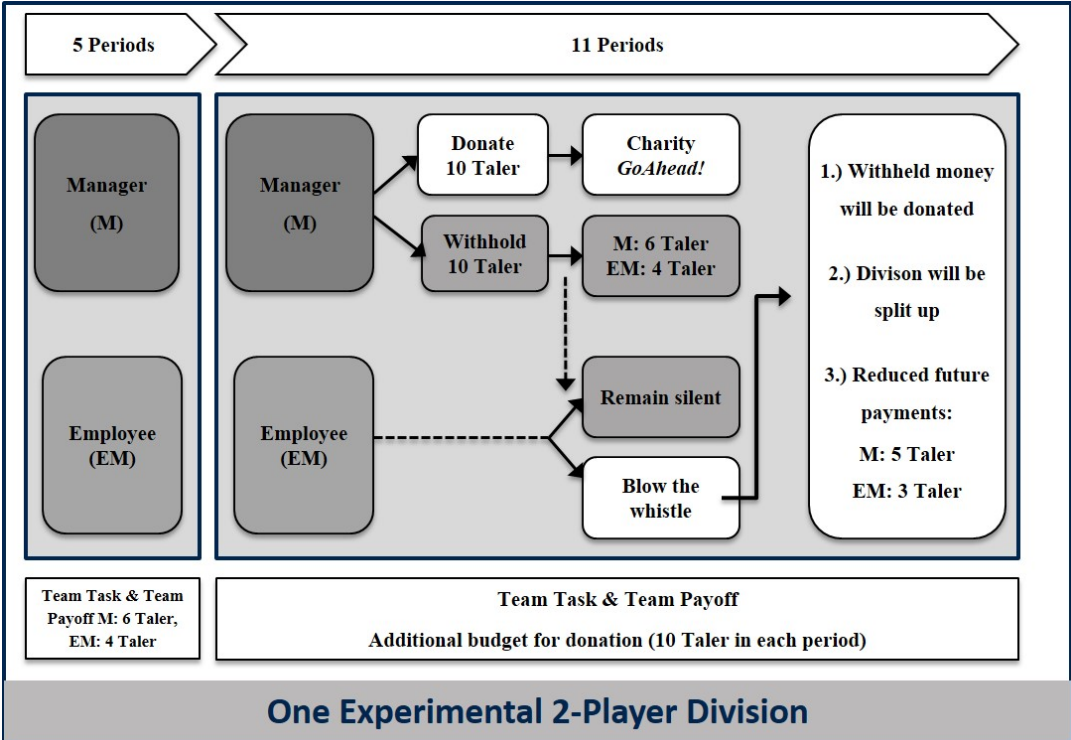 5 Periods
11 Periods
Manager
(M)
Employee
(EM)
Manager
(M)
Employee
(EM)
Donate
10 Taler
Charity
GoAhead!
Withhold
10 Taler
M: 6 Taler
EM: 4 Taler
Remain silent
Blow the
whistle
1.) Withheld money
will be donated
2.) Divison will be
split up
3.) Reduced future
payments:
M: 5 Taler
EM: 3 Taler
Team Task & Team
Payoff M: 6 Taler,
EM: 4 Taler
Team Task & Team Payoff
Additional budget for donation (10 Taler in each period)
One Experimental 2-Player Division